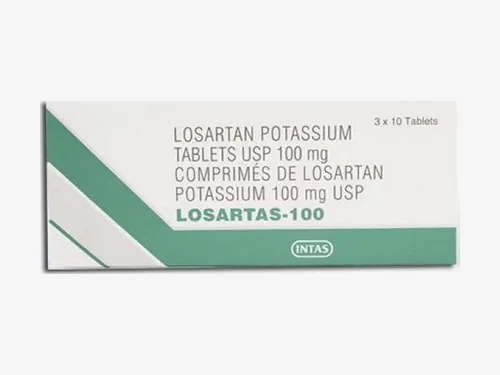 3 x 10 Tablets
LOSARTAN POTASSIUM
TABLETS USP 100 mg
COMPRIMÉS DE LOSARTAN
POTASSIUM 100 mg USP
LOSARTAS-100
INTAS